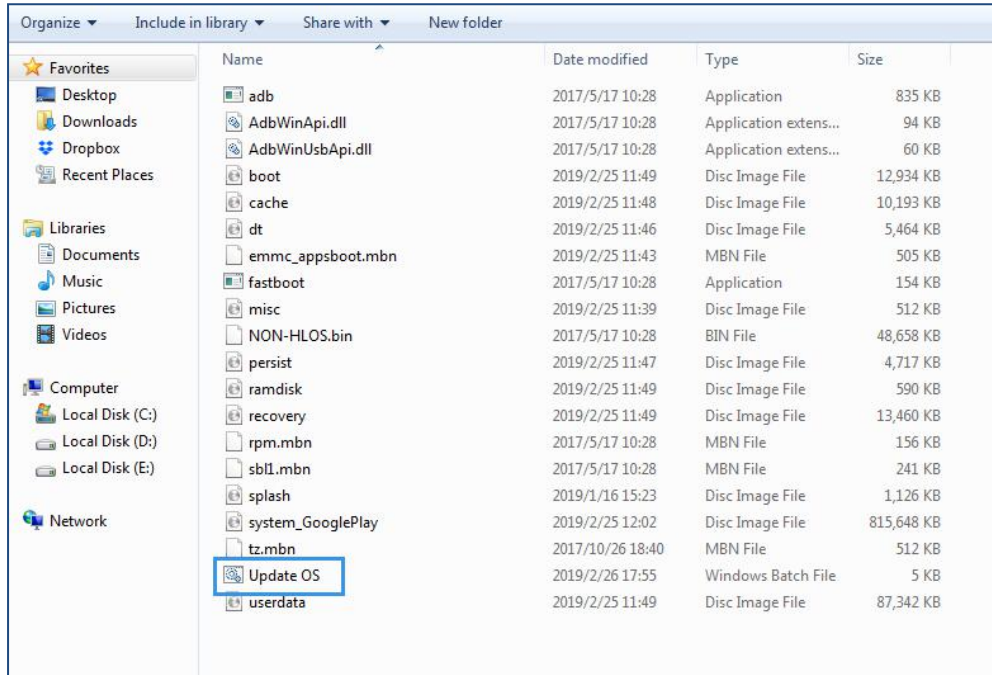 Organize Include in library Share with New folder
Favorites
Desktop
Downloads
Dropbox
Recent Places
Libraries
Documents
Music
Pictures
Videos
Computer
Local Disk (C:)
Local Disk (D:)
Local Disk (E:)
Network
Name Date modified Type Size
adb 2017/5/17 10:28 Application 835 KB
AdbWinApi.dll 2017/5/17 10:28 Application extens... 94 KB
AdbWinUsbApi.dll 2017/5/17 10:28 Application extens... 60 KB
boot 2019/2/25 11:49 Disc Image File 12,934 KB
cache 2019/2/25 11:48 Disc Image File 10,193 KB
dt 2019/2/25 11:46 Disc Image File 5,464 KB
emmc_appsboot.mbn 2019/2/25 11:43 MBN File 505 KB
fastboot 2017/5/17 10:28 Application 154 KB
misc 2019/2/25 11:39 Disc Image File 512 KB
NON-HLOS.bin 2017/5/17 10:28 BIN File 48,658 KB
persist 2019/2/25 11:47 Disc Image File 4,717 KB
ramdisk 2019/2/25 11:49 Disc Image File 590 KB
recovery 2019/2/25 11:49 Disc Image File 13,460 KB
rpm.mbn 2017/5/17 10:28 MBN File 156 KB
sbl1.mbn 2017/5/17 10:28 MBN File 241 KB
splash 2019/1/16 15:23 Disc Image File 1,126 KB
system_GooglePlay 2019/2/25 12:02 Disc Image File 815,648 KB
tz.mbn 2017/10/26 18:40 MBN File 512 KB
Update OS 2019/2/26 17:55 Windows Batch File 5 KB
userdata 2019/2/25 11:49 Disc Image File 87,342 KB